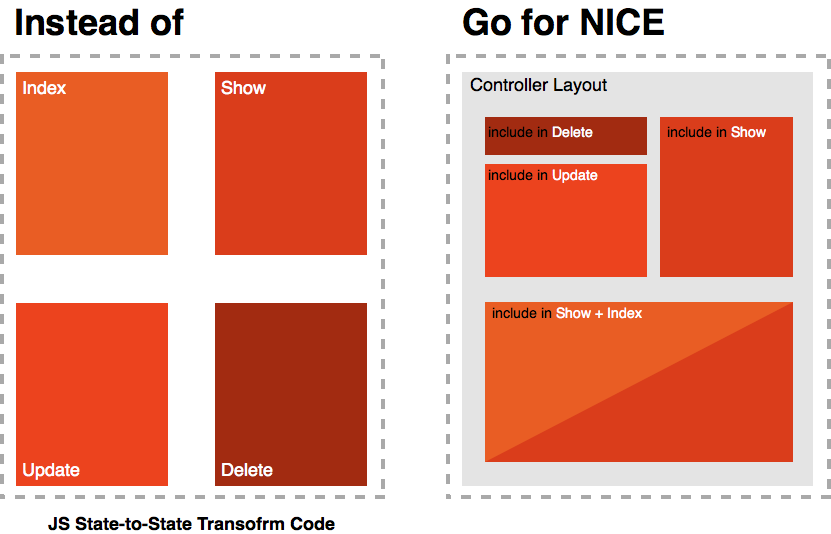 Instead of
Index
Show
Update
Delete
JS State-to-State Transofrm Code
Go for NICE
Controller Layout
include in Delete
include in Show
include in Update
include in Show + Index